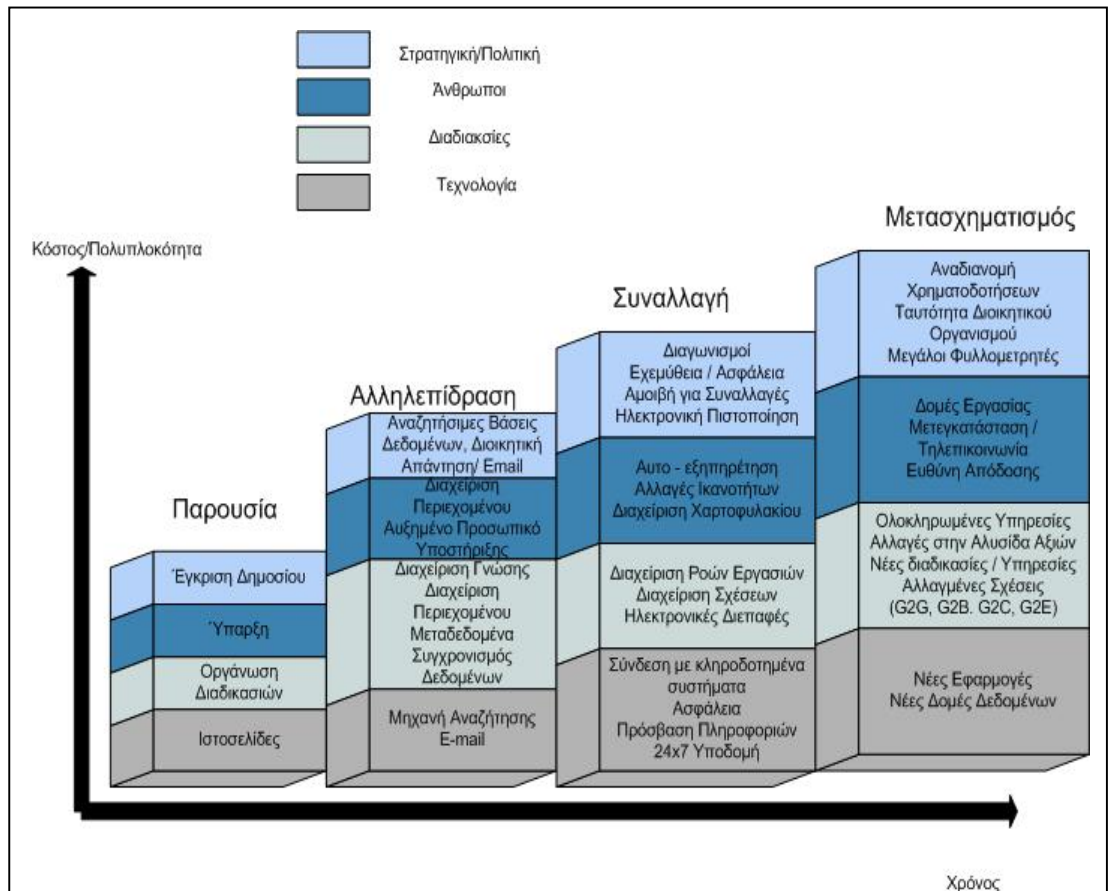 Στρατηγική/Πολιτική
Άνθρωποι
Διαδιακσίες
Τεχνολογία
Κόστος/Πολυπλοκότητα
Παρουσία
Έγκριση Δημοσίου
Ύπαρξη
Οργάνωση
Διαδικασιών
Ιστοσελίδες
Αλληλεπίδραση
Αναζητήσιμες Βάσεις
Δεδομένων, Διοικητική
Απάντηση/ Email
Διαχείριση
Περιεχομένου
Αυξημένο Προσωπικό
Υποστήριξης
Διαχείριση Γνώσης
Διαχείριση
Περιεχομένου
Μεταδεδομένα
Συγχρονισμός
Δεδομένων
Μηχανή Αναζήτησης
E-mail
Συναλλαγή
Διαγωνισμοί
Εχεμύθεια / Ασφάλεια
Αμοιβή για Συναλλαγές
Ηλεκτρονική Πιστοποίηση
Αυτο - εξηπηρέτηση
Αλλαγές Ικανοτήτων
Διαχείριση Χαρτοφυλακίου
Διαχείριση Ροών Εργασιών
Διαχείριση Σχέσεων
Ηλεκτρονικές Διεπαφές
Σύνδεση με κληροδοτημένα
συστήματα
Ασφάλεια
Πρόσβαση Πληροφοριών
24x7 Υποδομή
Μετασχηματισμός
Αναδιανομή
Χρηματοδοτήσεων
Ταυτότητα Διοικητικού
Οργανισμού
Μεγάλοι Φυλλομετρητές
Δομές Εργασίας
Μετεγκατάσταση /
Τηλεπικοινωνία
Ευθύνη Απόδοσης
Ολοκληρωμένες Υπηρεσίες
Αλλαγές στην Αλυσίδα Αξιών
Νέες διαδικασίες / Υπηρεσίες
Αλλαγμένες Σχέσεις
(G2G, G2B. G2C, G2E)
Νέες Εφαρμογές
Νέες Δομές Δεδομένων
Χρόνος